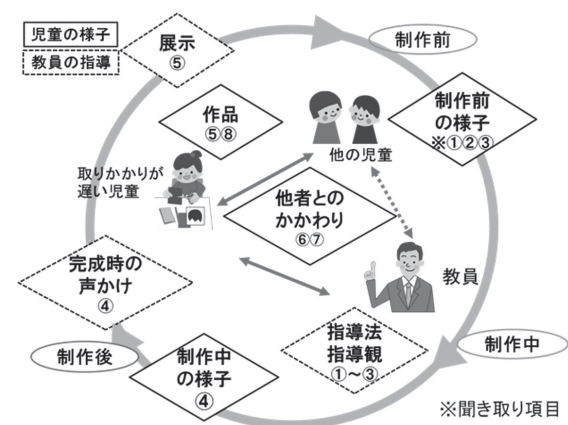 児童の様子
教員の指導
展示
⑤
制作前
作品
⑤⑧
制作前
の様子
※①②③
他の児童
取りかかりが
遅い児童
他者との
かかわり
⑥⑦
完成時の
声かけ
④
教員
指導法
指導観
①～③
制作中
制作後
制作中
の様子
④
※聞き取り項目